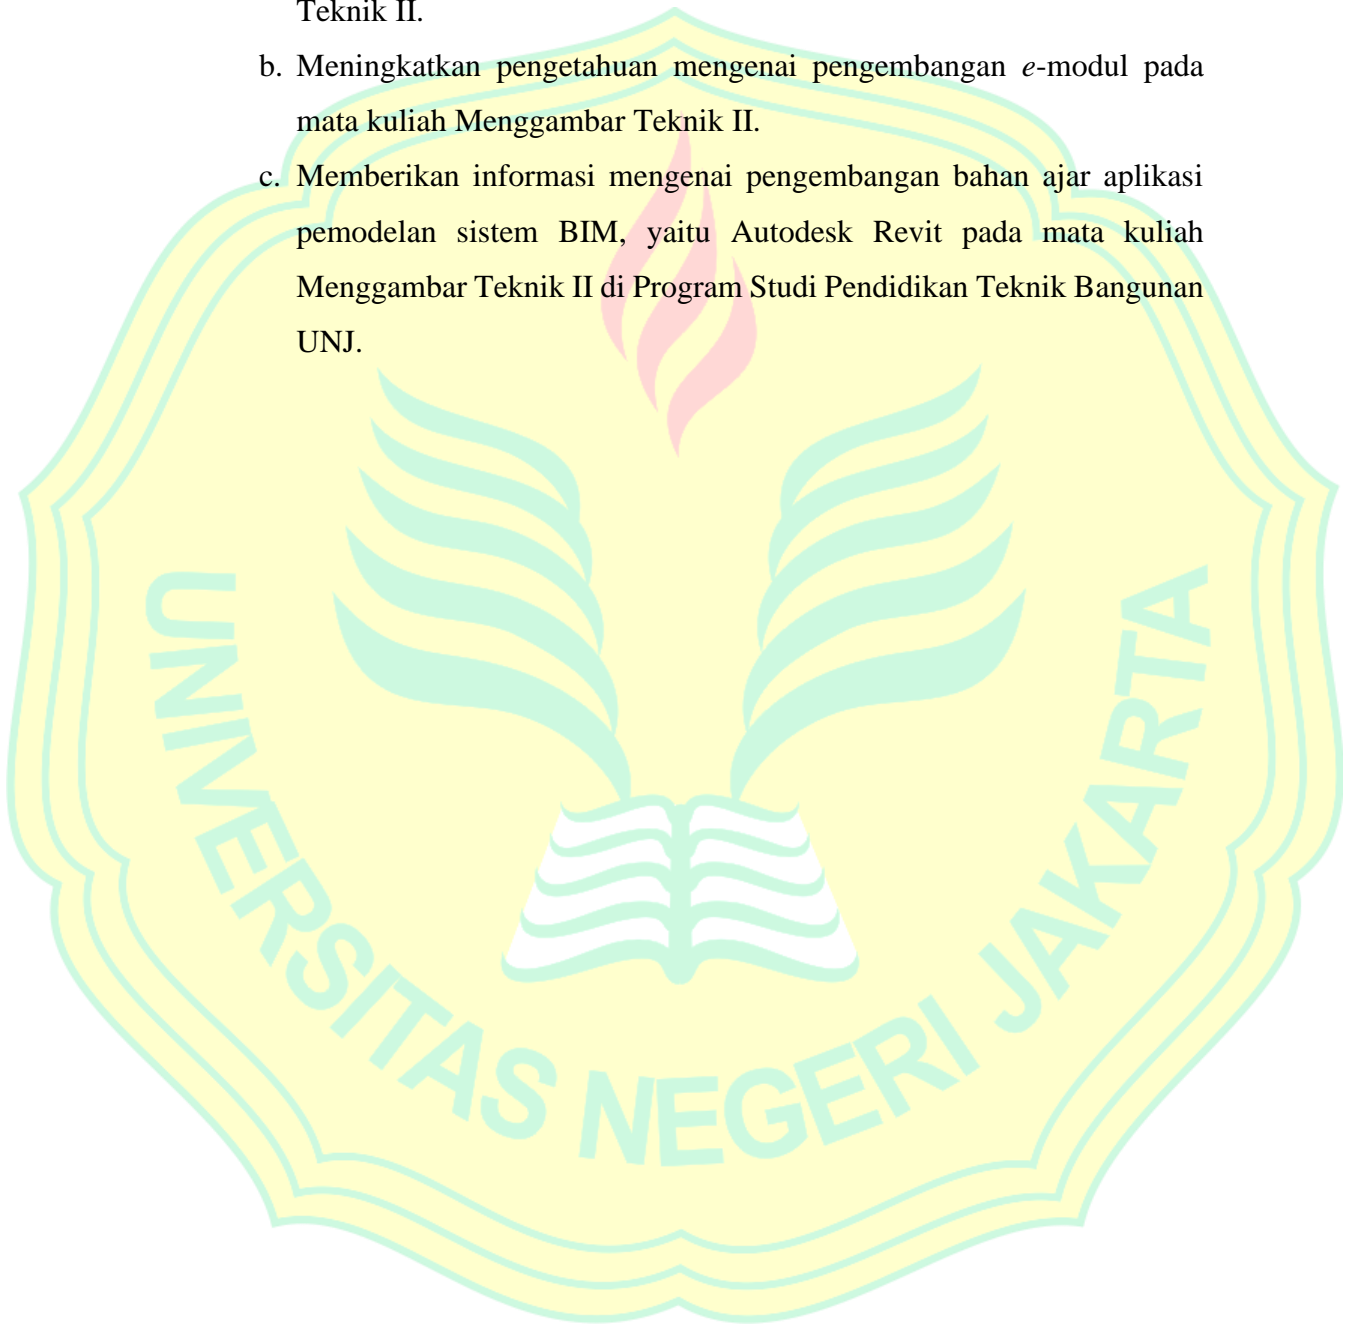 Teknik II.
b. Meningkatkan pengetahuan mengenai pengembangan e-modul pada
mata kuliah Menggambar Teknik II.
c. Memberikan informasi mengenai pengembangan bahan ajar aplikasi
pemodelan sistem BIM, yaitu Autodesk Revit pada mata kuliah
Menggambar Teknik II di Program Studi Pendidikan Teknik Bangunan
UNJ.
UNIVERSITAS NEGERI JAKARTA